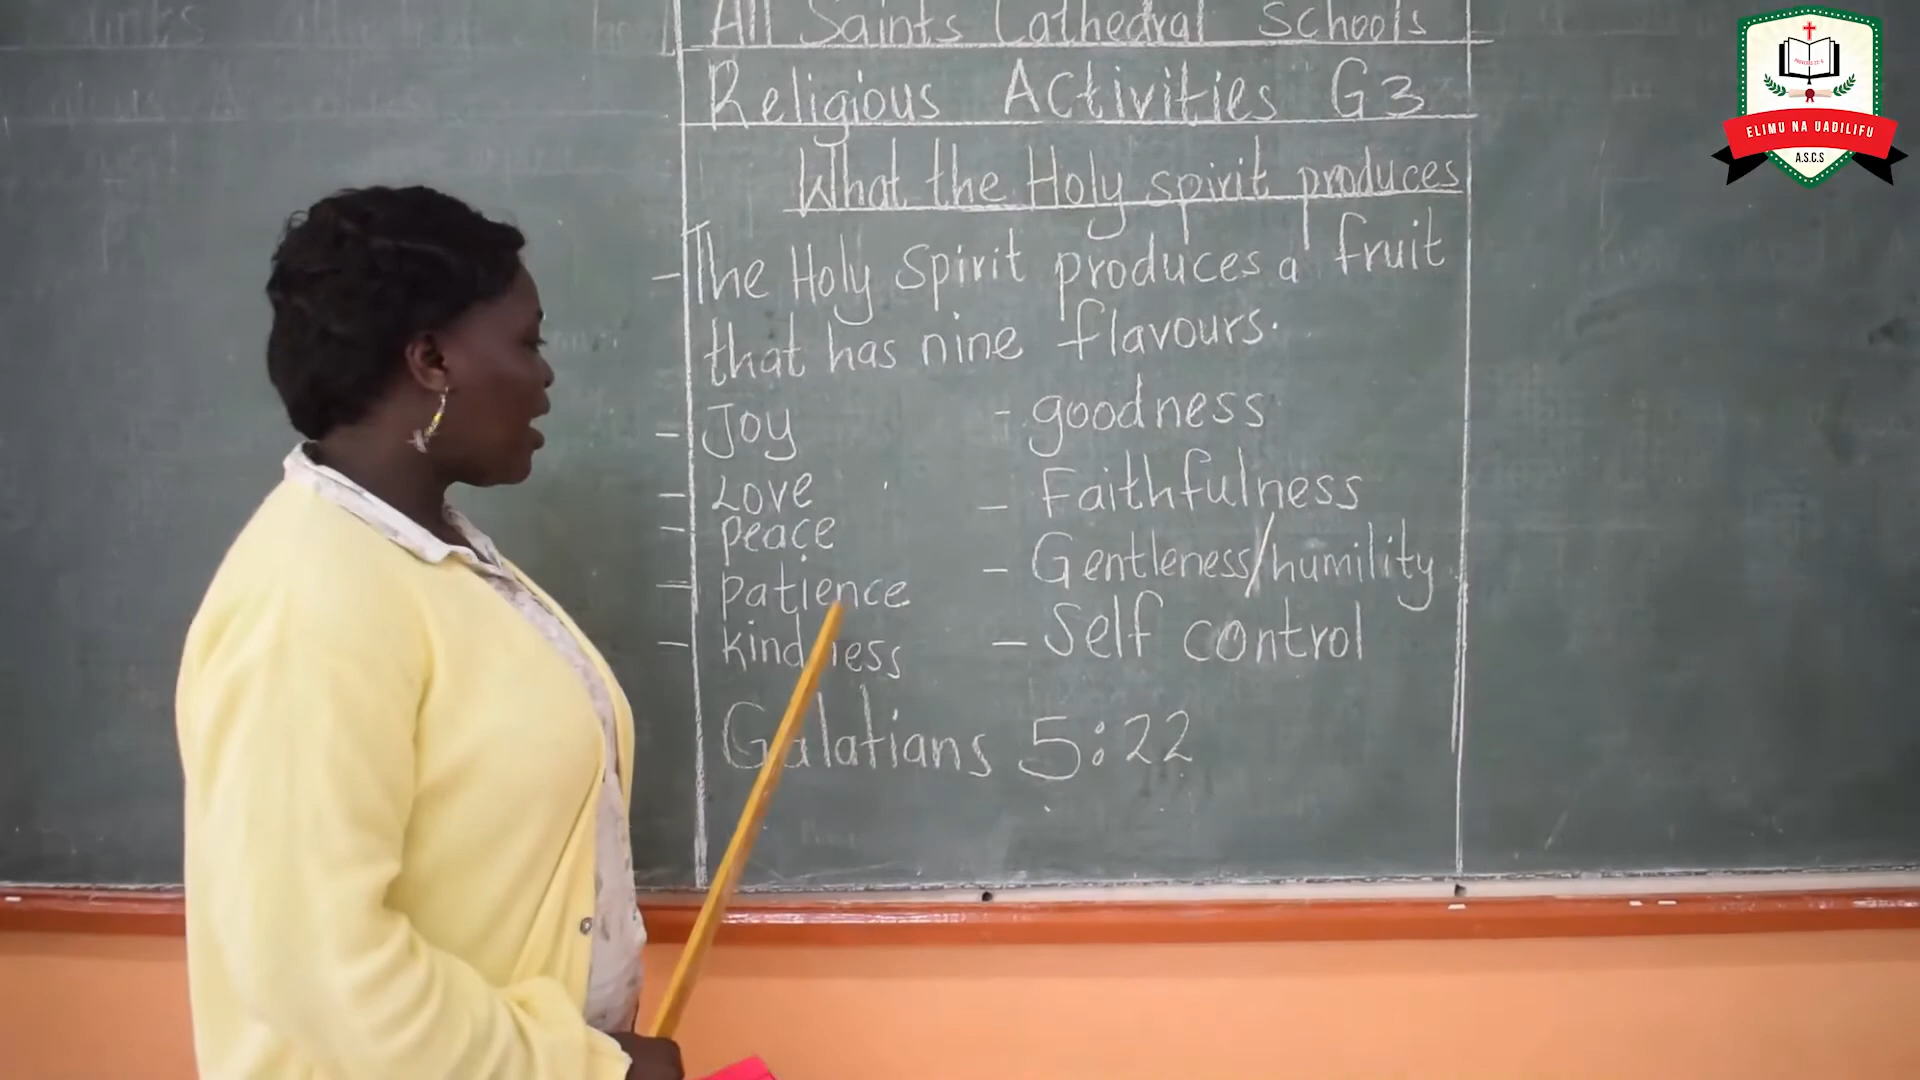 All Saints Cathedral Schools
Religious Activities G3
What the Holy spirit produces
- The Holy Spirit produces a fruit
that has nine flavours.
- Joy
- Love
- peace
- patience
- kindness
- goodness
- Faithfulness
- Gentleness/humility
- Self control
Galatians 5:22
ELIMU NA UADILIFU
A.S.C.S